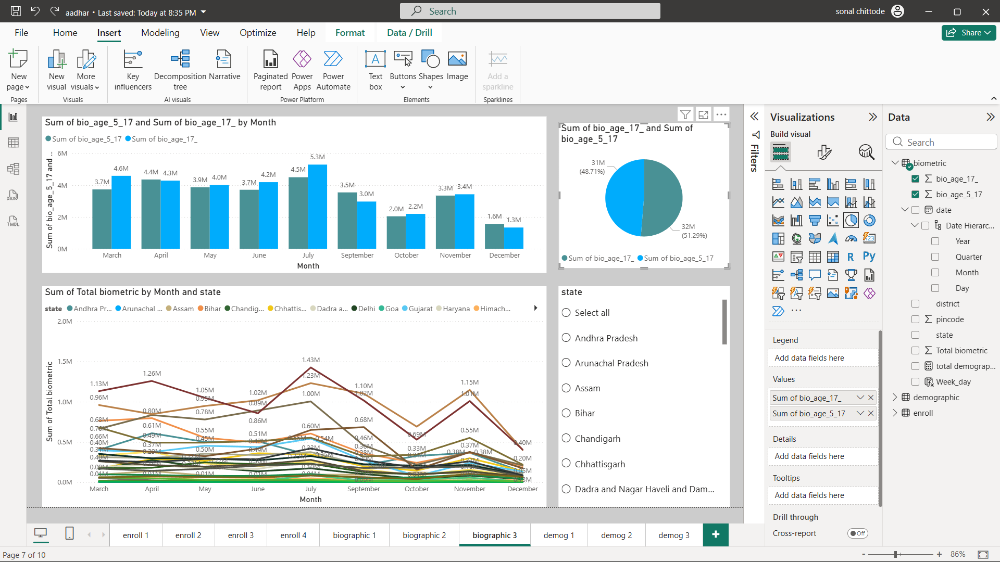 aadhar • Last saved: Today at 8:35 PM
Search
sonal chittode
File Home Insert Modeling View Optimize Help Format Data / Drill
Share
New page
Pages
New visual
More visuals
Visuals
Key influencers
Decomposition tree
Narrative
AI visuals
Paginated report
Power Apps
Power Automate
Power Platform
Text box
Buttons
Shapes
Image
Elements
Add a sparkline
Sparklines
DAX
TMDL
Sum of bio_age_5_17 and Sum of bio_age_17_ by Month
Sum of bio_age_5_17 Sum of bio_age_17_
Sum of bio_age_5_17 and ...
6M
4M
2M
0M
3.7M 4.6M 4.4M 4.3M 3.9M 4.0M 3.7M 4.2M 4.5M 5.3M 3.5M 3.0M 2.0M 2.2M 3.3M 3.4M 1.6M 1.3M
March April May June July September October November December
Month
Sum of bio_age_17_ and Sum of
bio_age_5_17
31M
(48.71%)
32M
(51.29%)
Sum of bio_age_17_ Sum of bio_age_5_17
Sum of Total biometric by Month and state
state Andhra Pr... Arunachal ... Assam Bihar Chandig... Chhattis... Dadra a... Delhi Goa Gujarat Haryana Himach...
Sum of Total biometric
2.0M
1.5M
1.0M
0.5M
0.0M
1.13M 1.26M 1.05M 1.02M 1.43M 1.23M 1.10M 1.02M 1.15M 1.01M
0.96M 0.80M 0.95M 0.89M 1.00M 0.69M
0.68M 0.61M 0.78M 0.86M 0.68M 0.55M 0.40M
0.66M 0.49M 0.55M 0.51M 0.60M 0.46M 0.33M 0.37M 0.20M
0.40M 0.37M 0.45M 0.54M 0.36M 0.38M 0.38M
0.50M 0.49M 0.35M 0.05M
0.01M 0.01M 0.01M 0.01M
March April May June July September October November December
Month
state
Select all
Andhra Pradesh
Arunachal Pradesh
Assam
Bihar
Chandigarh
Chhattisgarh
Dadra and Nagar Haveli and Dam...
Filters
Visualizations
Build visual
123
R
Py
...
Legend
Add data fields here
Values
Sum of bio_age_17_
Sum of bio_age_5_17
Details
Add data fields here
Tooltips
Add data fields here
Drill through
Cross-report Off
Data
Search
biometric
bio_age_17_
bio_age_5_17
date
Date Hierarc...
Year
Quarter
Month
Day
district
pincode
state
Total biometric
total demograp...
Week_day
demographic
enroll
enroll 1 enroll 2 enroll 3 enroll 4 biographic 1 biographic 2 biographic 3 demog 1 demog 2 demog 3 +
Page 7 of 10
- + 86%